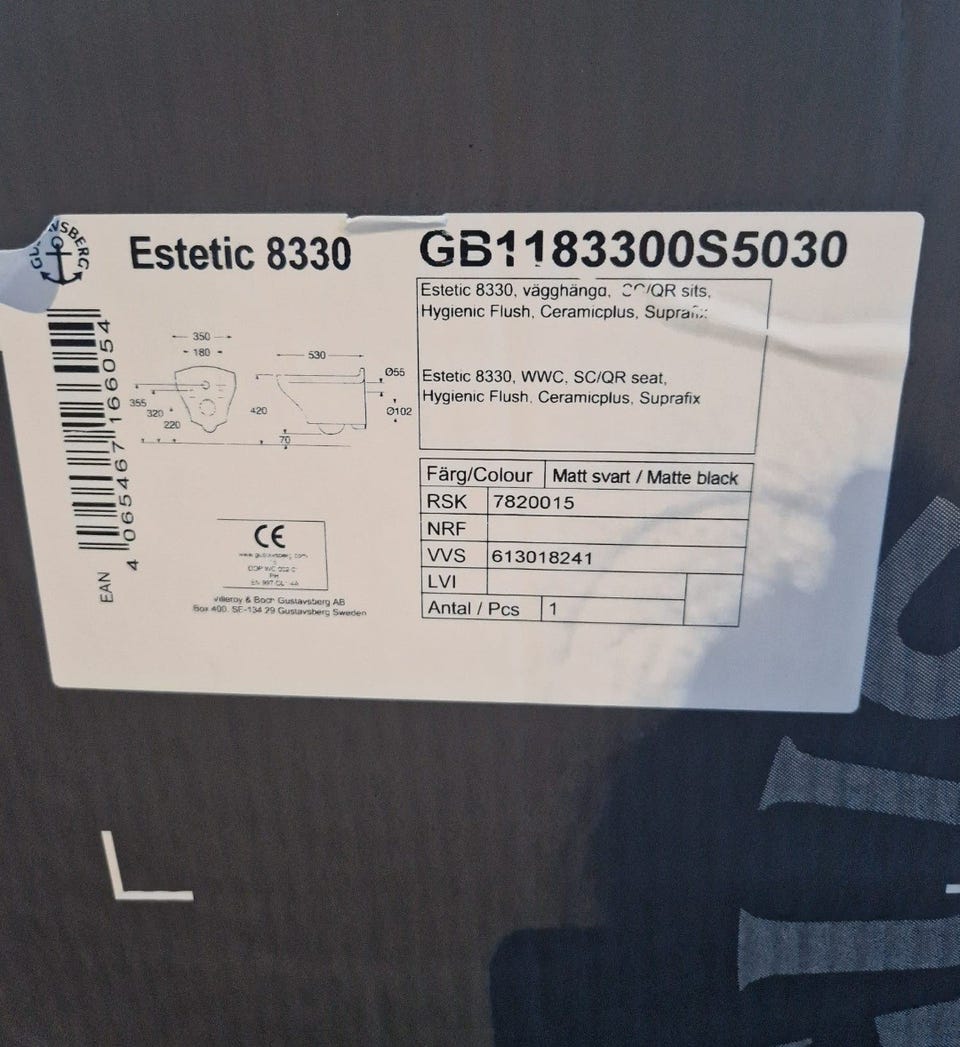 GUSTAVSBERG
Estetic 8330
GB1183300S5030
Estetic 8330, vägghänga, SC/QR sits,
Hygienic Flush, Ceramicplus, Suprafix
Estetic 8330, WWC, SC/QR seat,
Hygienic Flush, Ceramicplus, Suprafix
350
180
530
Ø55
355
320
220
420
Ø102
70
Färg/Colour Matt svart / Matte black
RSK 7820015
NRF
VVS 613018241
LVI
Antal / Pcs 1
EAN 4 065467 166054
CE
www.gustavsberg.com
Villeroy & Boch Gustavsberg AB
Box 400. SE-134 29 Gustavsberg Sweden